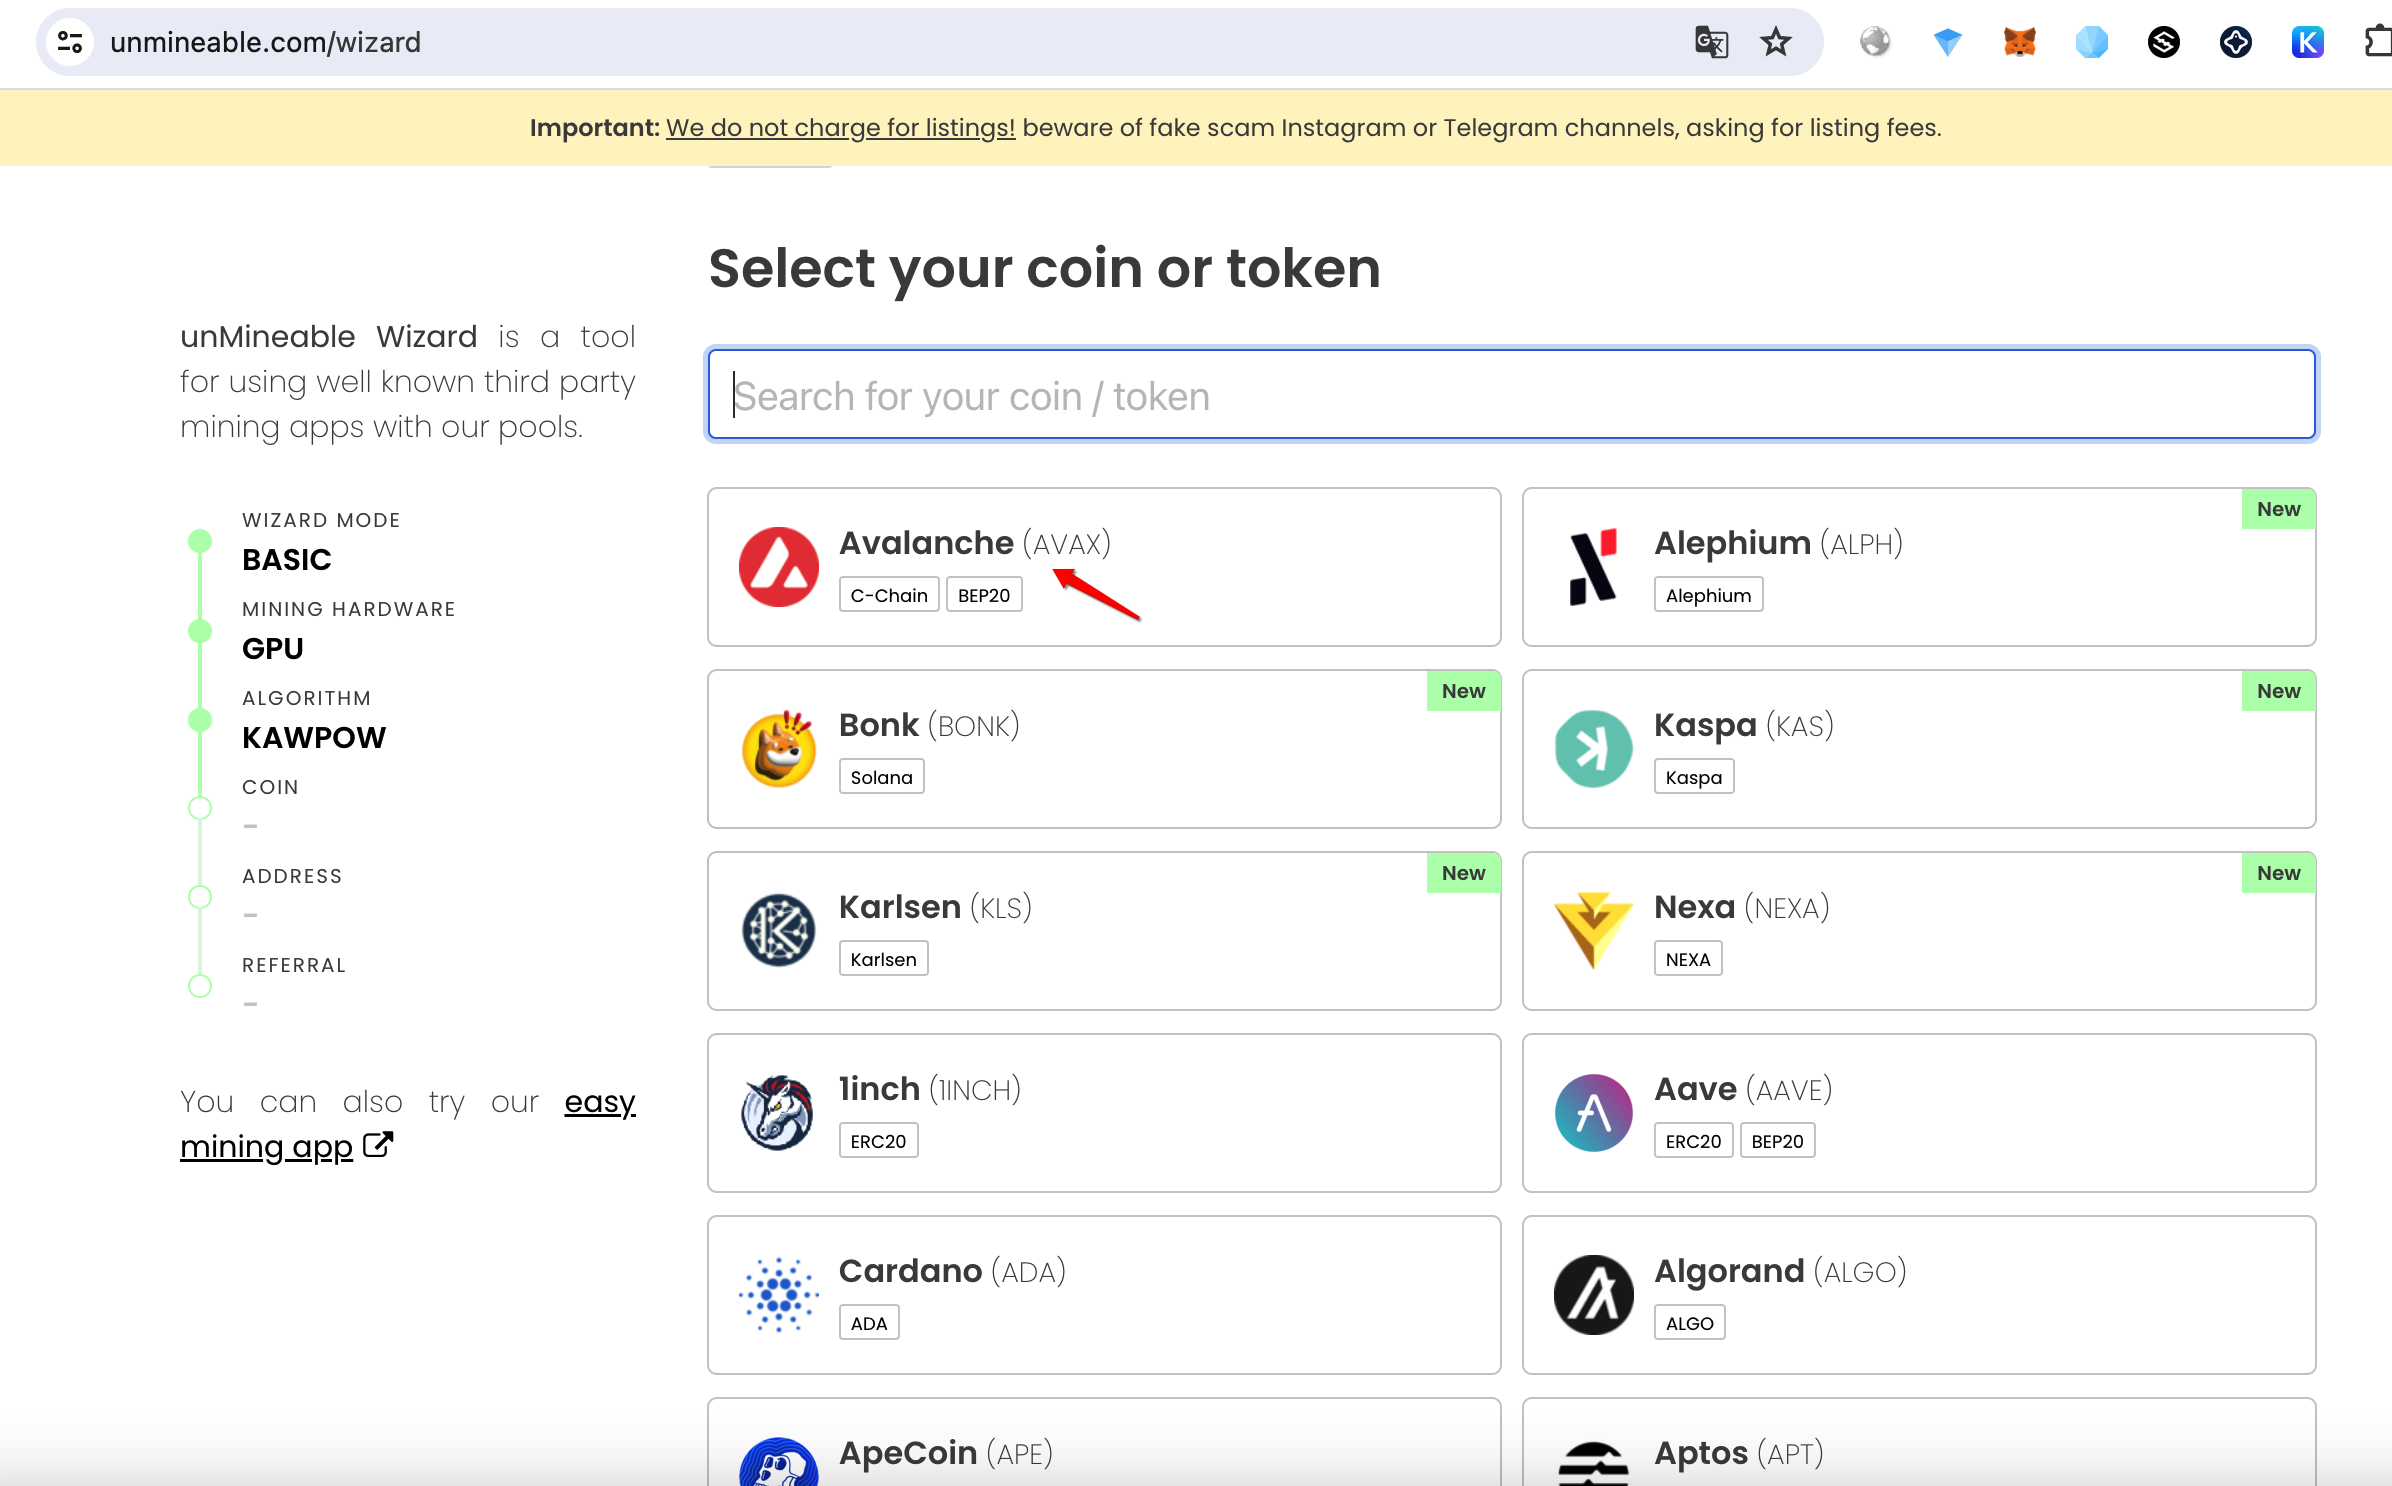 unmineable.com/wizard
Important: We do not charge for listings! beware of fake scam Instagram or Telegram channels, asking for listing fees.
unMineable Wizard is a tool
for using well known third party
mining apps with our pools.
WIZARD MODE
BASIC
MINING HARDWARE
GPU
ALGORITHM
KAWPOW
COIN
-
ADDRESS
-
REFERRAL
-
You can also try our easy
mining app
Select your coin or token
Search for your coin / token
Avalanche (AVAX)
C-Chain BEP20
New
Alephium (ALPH)
Alephium
New
Bonk (BONK)
Solana
New
Kaspa (KAS)
Kaspa
New
Karlsen (KLS)
Karlsen
New
Nexa (NEXA)
NEXA
1inch (1INCH)
ERC20
Aave (AAVE)
ERC20 BEP20
Cardano (ADA)
ADA
Algorand (ALGO)
ALGO
ApeCoin (APE)
Aptos (APT)